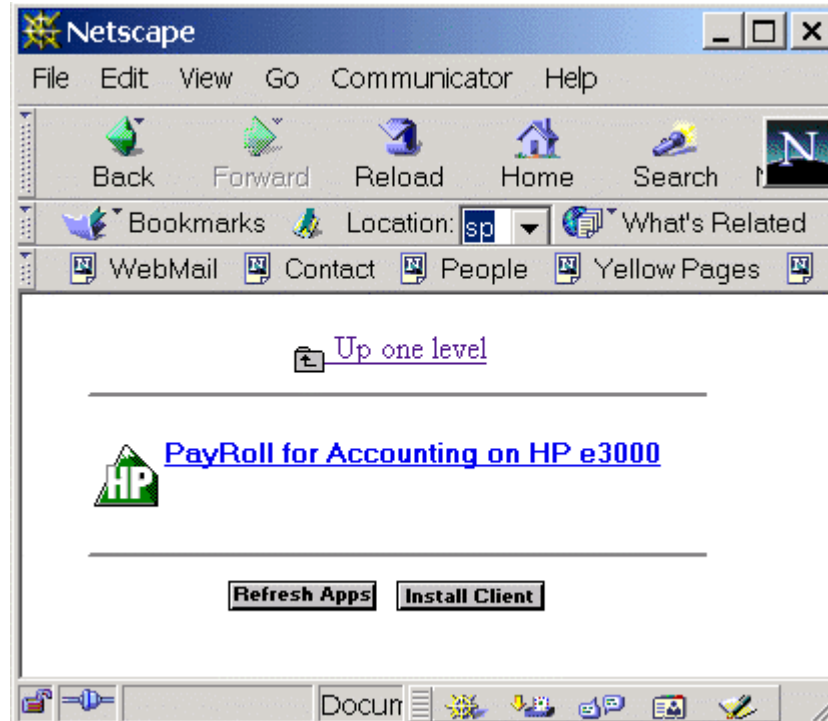 Netscape
File Edit View Go Communicator Help
Back Forward Reload Home Search
N
Bookmarks Location: sp What's Related
WebMail Contact People Yellow Pages
Up one level
PayRoll for Accounting on HP e3000
HP
Refresh Apps Install Client
Docum